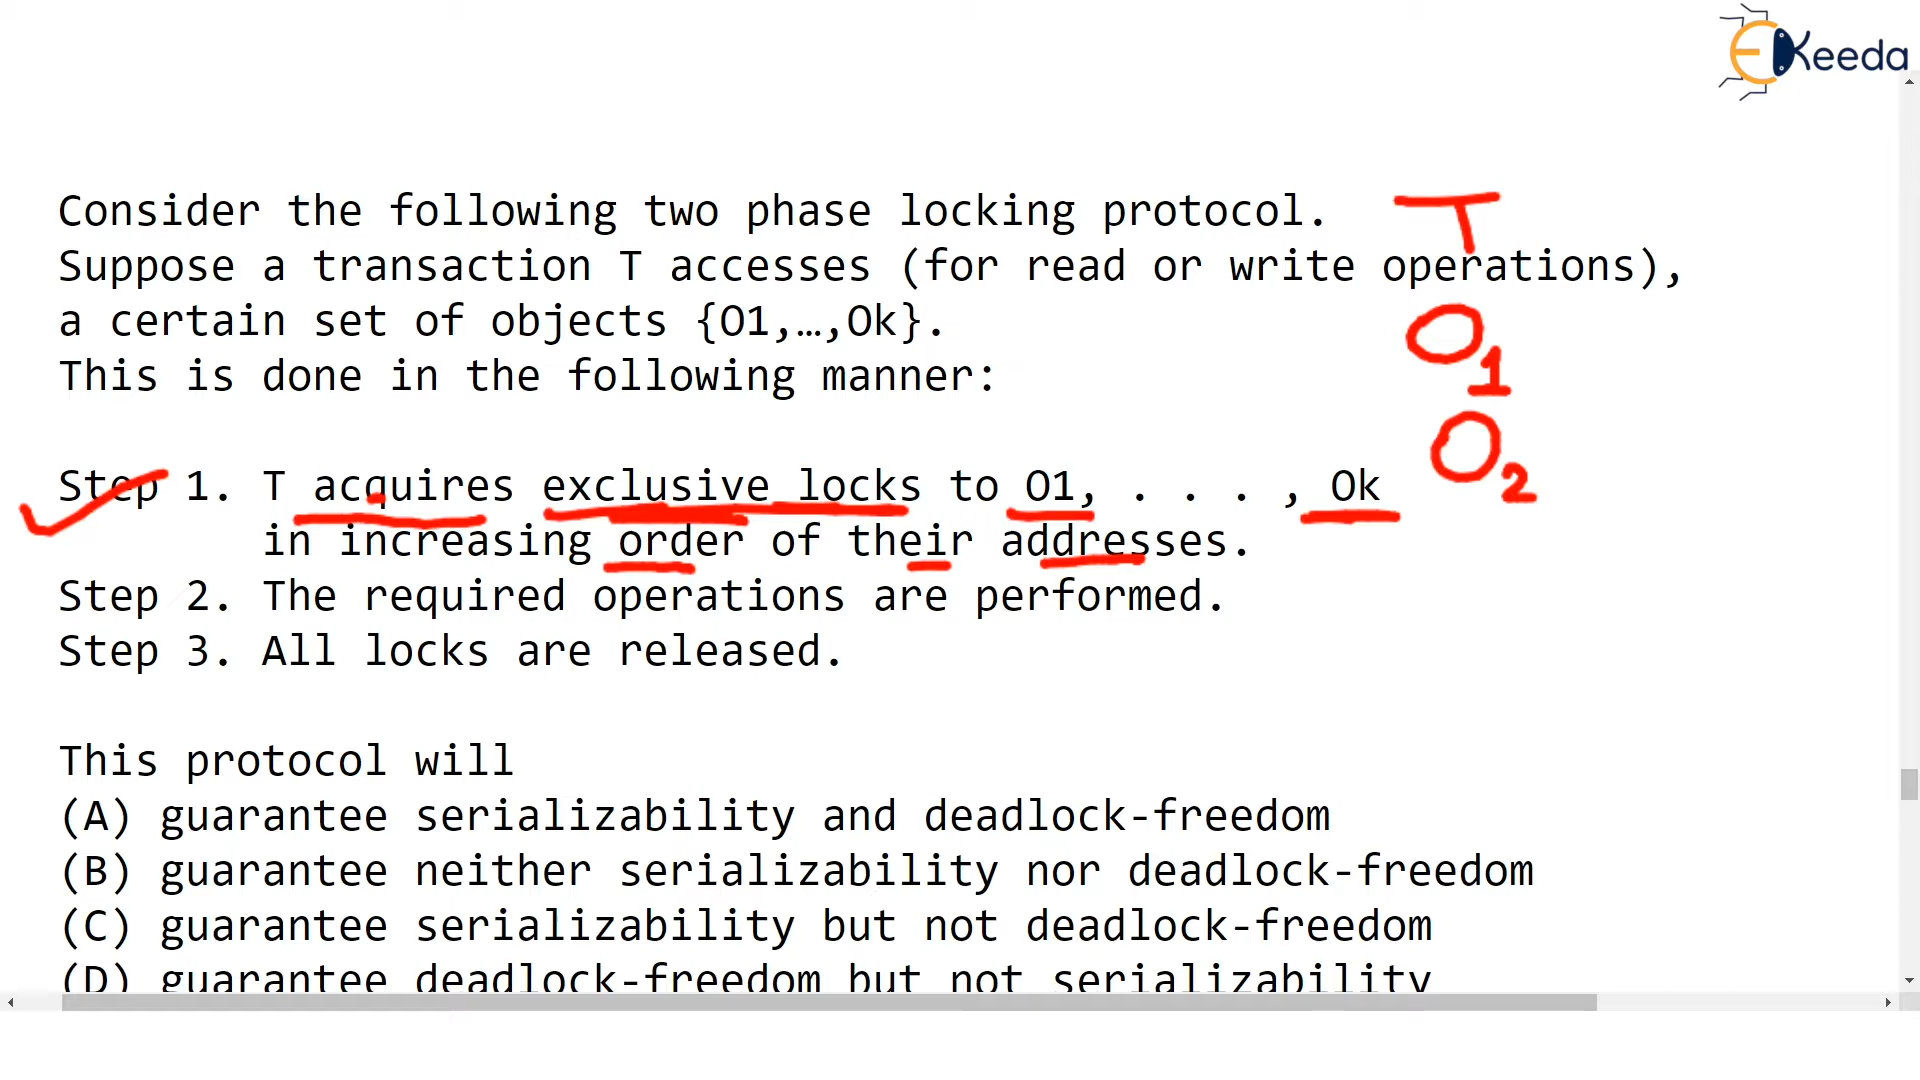 EKeeda
Consider the following two phase locking protocol.
T
Suppose a transaction T accesses (for read or write operations),
a certain set of objects {O1,…,Ok}.
O1
This is done in the following manner:
O2
Step 1. T acquires exclusive locks to O1, . . . , Ok
in increasing order of their addresses.
Step 2. The required operations are performed.
Step 3. All locks are released.
This protocol will
(A) guarantee serializability and deadlock-freedom
(B) guarantee neither serializability nor deadlock-freedom
(C) guarantee serializability but not deadlock-freedom
(D) guarantee deadlock-freedom but not serializability